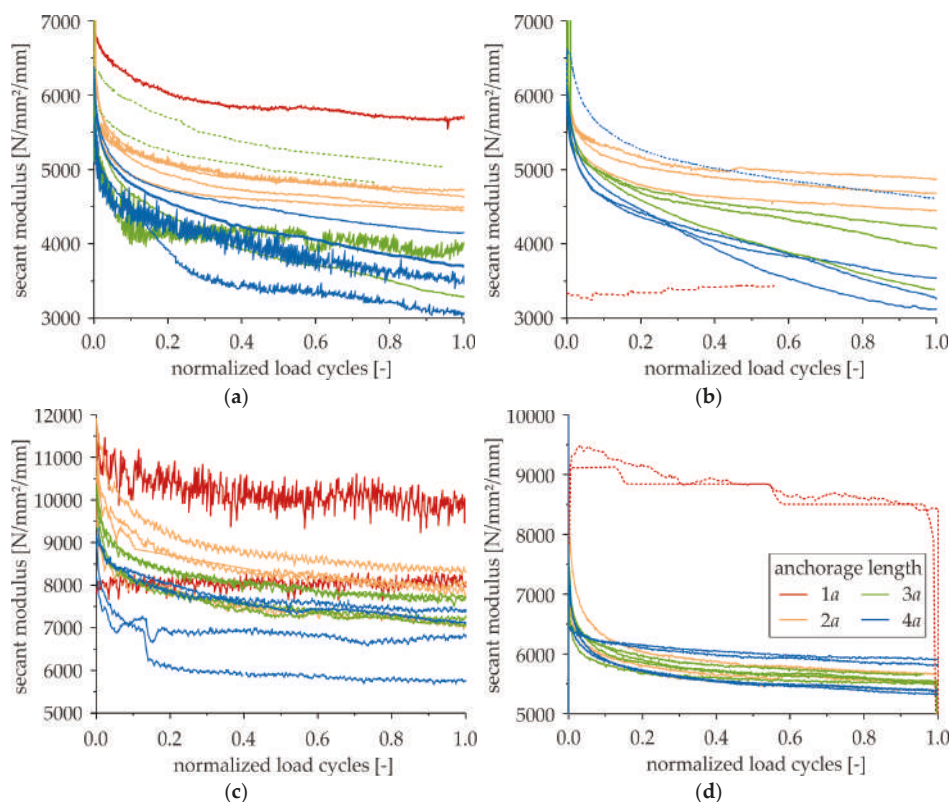 7000
6000
5000
4000
3000
secant modulus [N/mm²/mm]
0.0 0.2 0.4 0.6 0.8 1.0
normalized load cycles [-]
(a)
7000
6000
5000
4000
3000
secant modulus [N/mm²/mm]
0.0 0.2 0.4 0.6 0.8 1.0
normalized load cycles [-]
(b)
12000
11000
10000
9000
8000
7000
6000
5000
secant modulus [N/mm²/mm]
0.0 0.2 0.4 0.6 0.8 1.0
normalized load cycles [-]
(c)
10000
9000
8000
7000
6000
5000
secant modulus [N/mm²/mm]
anchorage length
1a 3a
2a 4a
0.0 0.2 0.4 0.6 0.8 1.0
normalized load cycles [-]
(d)